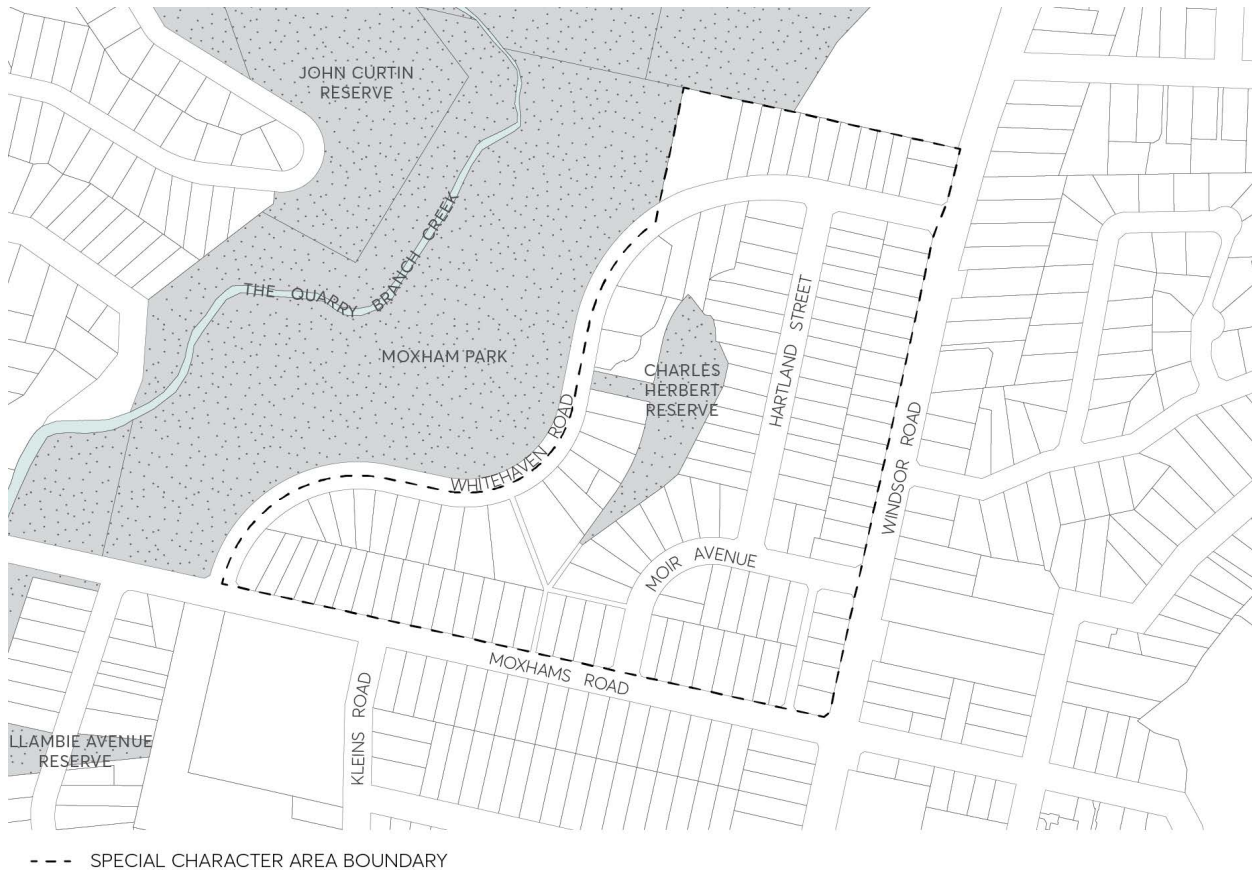 JOHN CURTIN
RESERVE
THE QUARRY BRANCH CREEK
MOXHAM PARK
CHARLES
HERBERT
RESERVE
HARTLAND STREET
WHITEHAVEN ROAD
WINDSOR ROAD
MOIR AVENUE
MOXHAMS ROAD
KLEINS ROAD
LLAMBIE AVENUE
RESERVE
SPECIAL CHARACTER AREA BOUNDARY